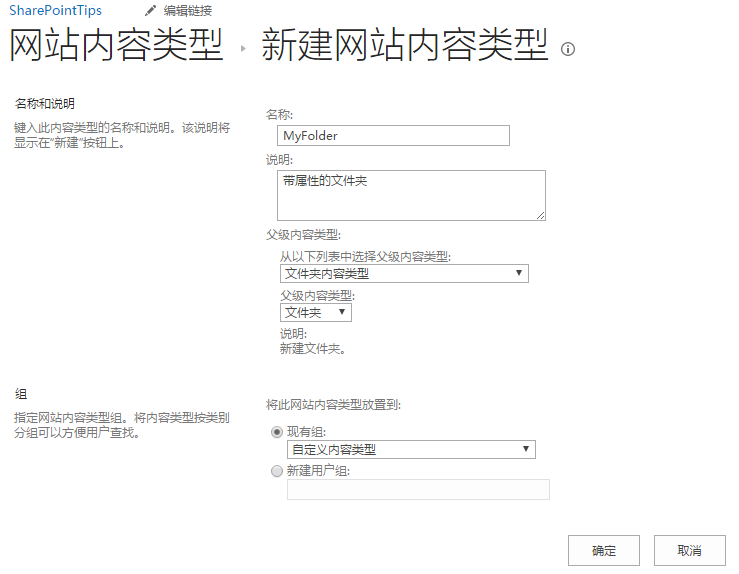 SharePointTips 编辑链接
网站内容类型 ▸ 新建网站内容类型
名称和说明
键入此内容类型的名称和说明。该说明将
显示在"新建"按钮上。
名称:
MyFolder
说明:
带属性的文件夹
父级内容类型:
从以下列表中选择父级内容类型:
文件夹内容类型
父级内容类型:
文件夹
说明:
新建文件夹。
组
指定网站内容类型组。将内容类型按类别
分组可以方便用户查找。
将此网站内容类型放置到:
现有组:
自定义内容类型
新建用户组:
确定 取消